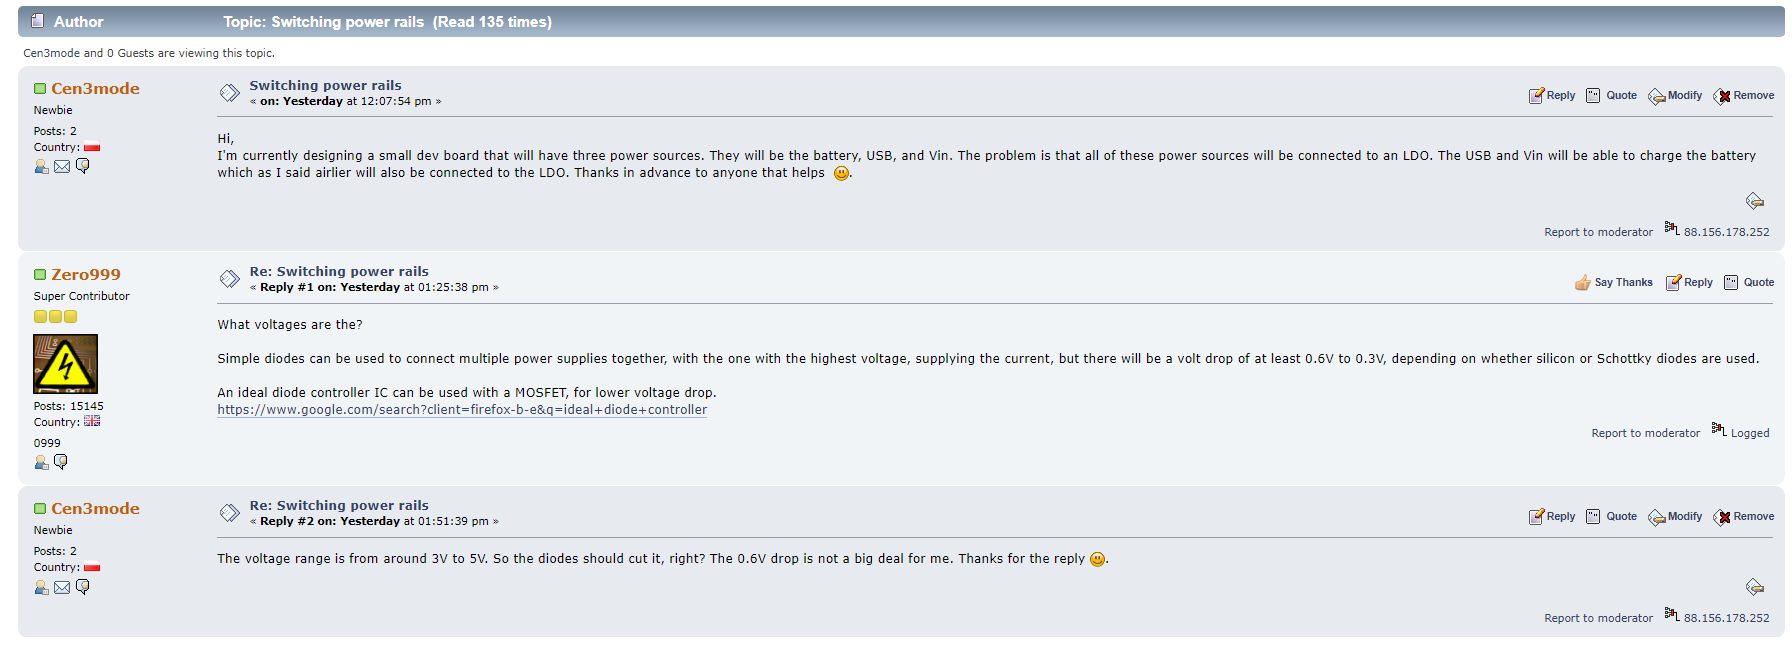 Author Topic: Switching power rails (Read 135 times)
Cen3mode and 0 Guests are viewing this topic.
Cen3mode
Newbie
Posts: 2
Country:
Switching power rails
« on: Yesterday at 12:07:54 pm »
Reply Quote Modify Remove
Hi,
I'm currently designing a small dev board that will have three power sources. They will be the battery, USB, and Vin. The problem is that all of these power sources will be connected to an LDO. The USB and Vin will be able to charge the battery
which as I said airlier will also be connected to the LDO. Thanks in advance to anyone that helps .
Report to moderator 88.156.178.252
Zero999
Super Contributor
Posts: 15145
Country:
0999
Re: Switching power rails
« Reply #1 on: Yesterday at 01:25:38 pm »
Say Thanks Reply Quote
What voltages are the?
Simple diodes can be used to connect multiple power supplies together, with the one with the highest voltage, supplying the current, but there will be a volt drop of at least 0.6V to 0.3V, depending on whether silicon or Schottky diodes are used.
An ideal diode controller IC can be used with a MOSFET, for lower voltage drop.
https://www.google.com/search?client=firefox-b-e&q=ideal+diode+controller
Report to moderator Logged
Cen3mode
Newbie
Posts: 2
Country:
Re: Switching power rails
« Reply #2 on: Yesterday at 01:51:39 pm »
Reply Quote Modify Remove
The voltage range is from around 3V to 5V. So the diodes should cut it, right? The 0.6V drop is not a big deal for me. Thanks for the reply .
Report to moderator 88.156.178.252